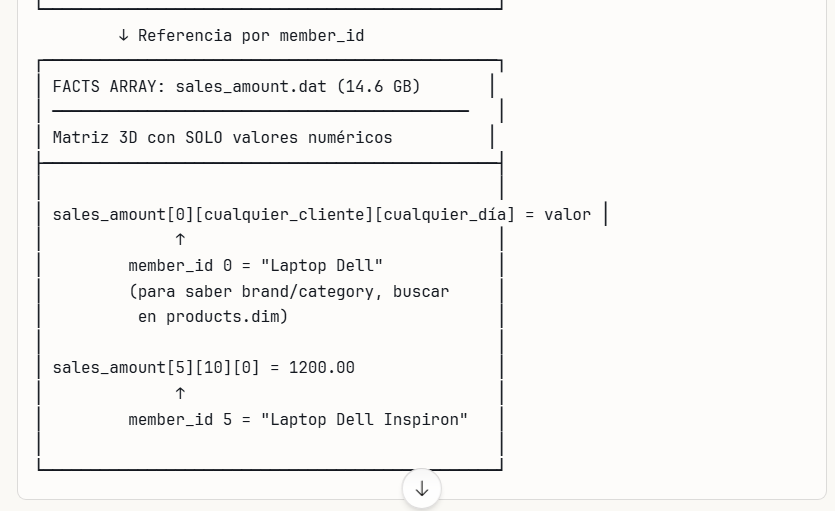 ↓ Referencia por member_id
FACTS ARRAY: sales_amount.dat (14.6 GB)
Matriz 3D con SOLO valores numéricos
sales_amount[0][cualquier_cliente][cualquier_día] = valor
↑
member_id 0 = "Laptop Dell"
(para saber brand/category, buscar
en products.dim)
sales_amount[5][10][0] = 1200.00
↑
member_id 5 = "Laptop Dell Inspiron"